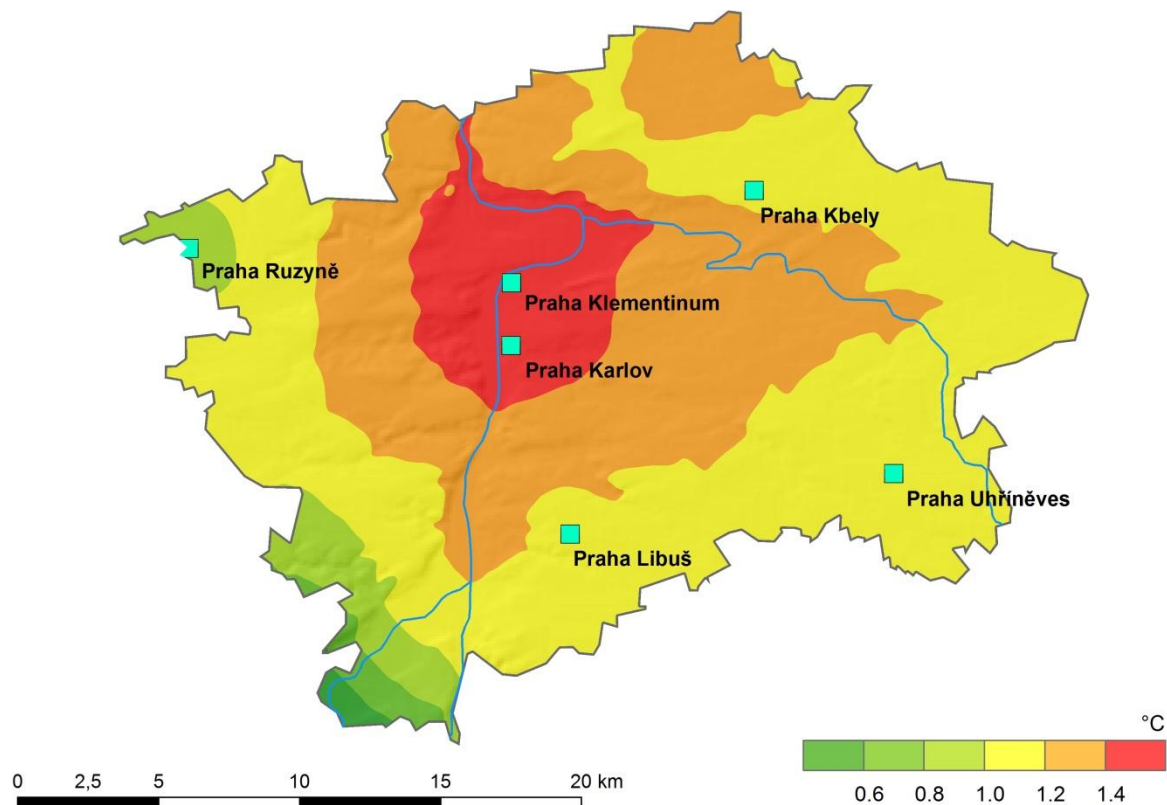 Praha Kbely
Praha Ruzyně
Praha Klementinum
Praha Karlov
Praha Uhříněves
Praha Libuš
°C
0 2,5 5 10 15 20 km
0.6 0.8 1.0 1.2 1.4